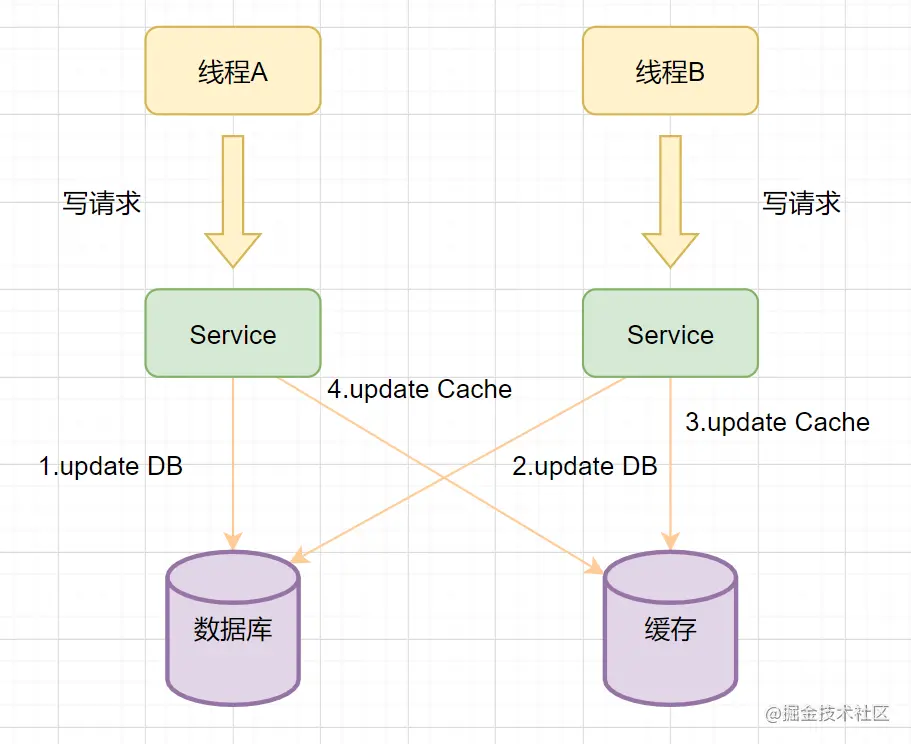 线程A
线程B
写请求
写请求
Service
Service
4.update Cache
3.update Cache
1.update DB
2.update DB
数据库
缓存
@掘金技术社区